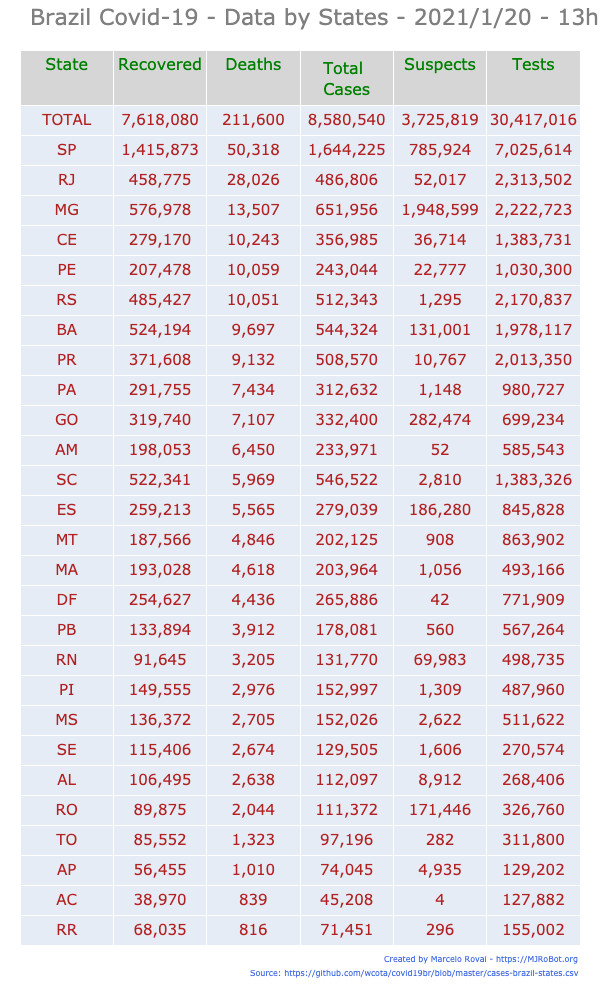 Brazil Covid-19 - Data by States - 2021/1/20 - 13h
State Recovered Deaths Total Cases Suspects Tests
TOTAL 7,618,080 211,600 8,580,540 3,725,819 30,417,016
SP 1,415,873 50,318 1,644,225 785,924 7,025,614
RJ 458,775 28,026 486,806 52,017 2,313,502
MG 576,978 13,507 651,956 1,948,599 2,222,723
CE 279,170 10,243 356,985 36,714 1,383,731
PE 207,478 10,059 243,044 22,777 1,030,300
RS 485,427 10,051 512,343 1,295 2,170,837
BA 524,194 9,697 544,324 131,001 1,978,117
PR 371,608 9,132 508,570 10,767 2,013,350
PA 291,755 7,434 312,632 1,148 980,727
GO 319,740 7,107 332,400 282,474 699,234
AM 198,053 6,450 233,971 52 585,543
SC 522,341 5,969 546,522 2,810 1,383,326
ES 259,213 5,565 279,039 186,280 845,828
MT 187,566 4,846 202,125 908 863,902
MA 193,028 4,618 203,964 1,056 493,166
DF 254,627 4,436 265,886 42 771,909
PB 133,894 3,912 178,081 560 567,264
RN 91,645 3,205 131,770 69,983 498,735
PI 149,555 2,976 152,997 1,309 487,960
MS 136,372 2,705 152,026 2,622 511,622
SE 115,406 2,674 129,505 1,606 270,574
AL 106,495 2,638 112,097 8,912 268,406
RO 89,875 2,044 111,372 171,446 326,760
TO 85,552 1,323 97,196 282 311,800
AP 56,455 1,010 74,045 4,935 129,202
AC 38,970 839 45,208 4 127,882
RR 68,035 816 71,451 296 155,002
Created by Marcelo Rovai - https://MJRoBot.org
Source: https://github.com/wcota/covid19br/blob/master/cases-brazil-states.csv